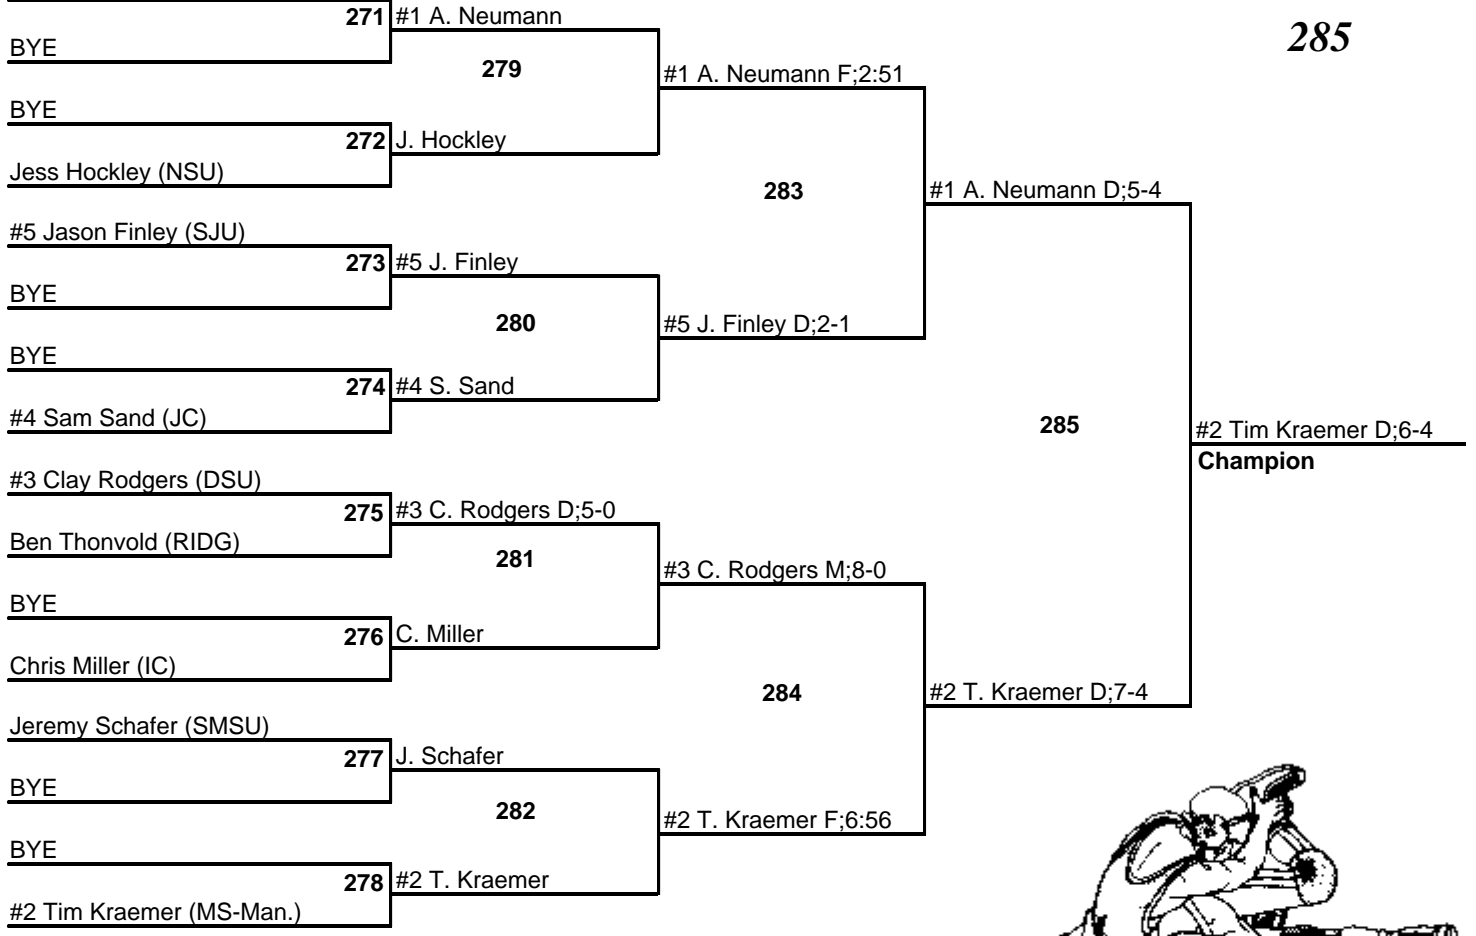 285
271
#1 A. Neumann
BYE
279
#1 A. Neumann F;2:51
BYE
272
J. Hockley
Jess Hockley (NSU)
283
#1 A. Neumann D;5-4
#5 Jason Finley (SJU)
273
#5 J. Finley
BYE
280
#5 J. Finley D;2-1
BYE
274
#4 S. Sand
#4 Sam Sand (JC)
285
#2 Tim Kraemer D;6-4
Champion
#3 Clay Rodgers (DSU)
275
#3 C. Rodgers D;5-0
Ben Thonvold (RIDG)
281
#3 C. Rodgers M;8-0
BYE
276
C. Miller
Chris Miller (IC)
284
#2 T. Kraemer D;7-4
Jeremy Schafer (SMSU)
277
J. Schafer
BYE
282
#2 T. Kraemer F;6:56
BYE
278
#2 T. Kraemer
#2 Tim Kraemer (MS-Man.)